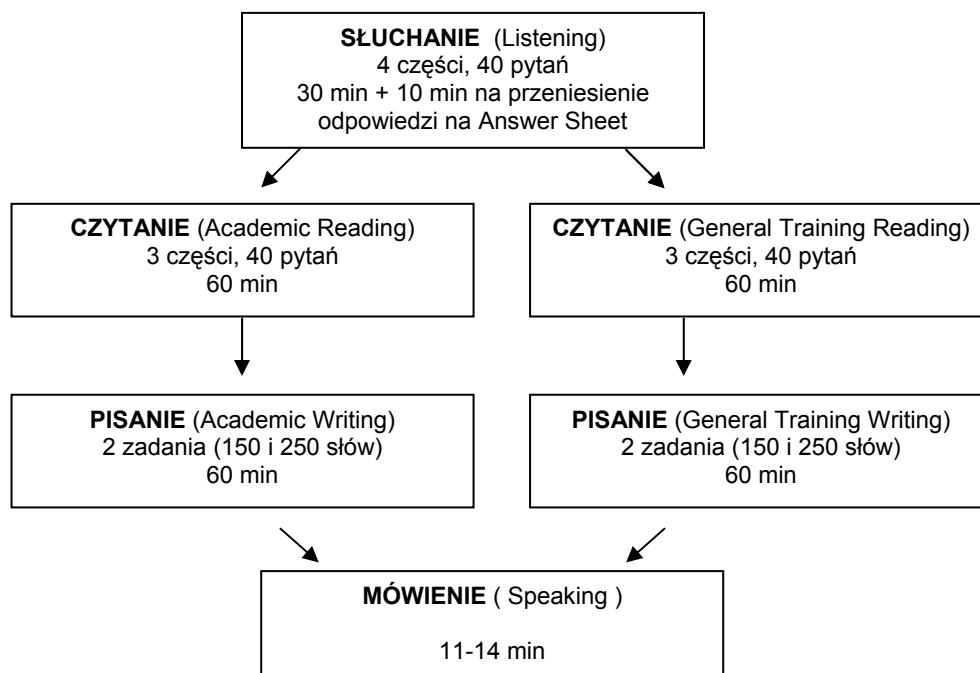 SŁUCHANIE (Listening)
4 części, 40 pytań
30 min + 10 min na przeniesienie
odpowiedzi na Answer Sheet
CZYTANIE (Academic Reading)
3 części, 40 pytań
60 min
CZYTANIE (General Training Reading)
3 części, 40 pytań
60 min
PISANIE (Academic Writing)
2 zadania (150 i 250 słów)
60 min
PISANIE (General Training Writing)
2 zadania (150 i 250 słów)
60 min
MÓWIENIE ( Speaking )
11-14 min